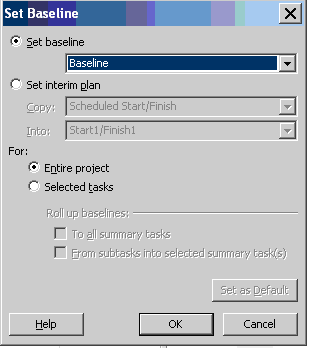 Set Baseline
Set baseline
Baseline
Set interim plan
Copy: Scheduled Start/Finish
Into: Start1/Finish1
For:
Entire project
Selected tasks
Roll up baselines:
To all summary tasks
From subtasks into selected summary task(s)
Set as Default
Help OK Cancel